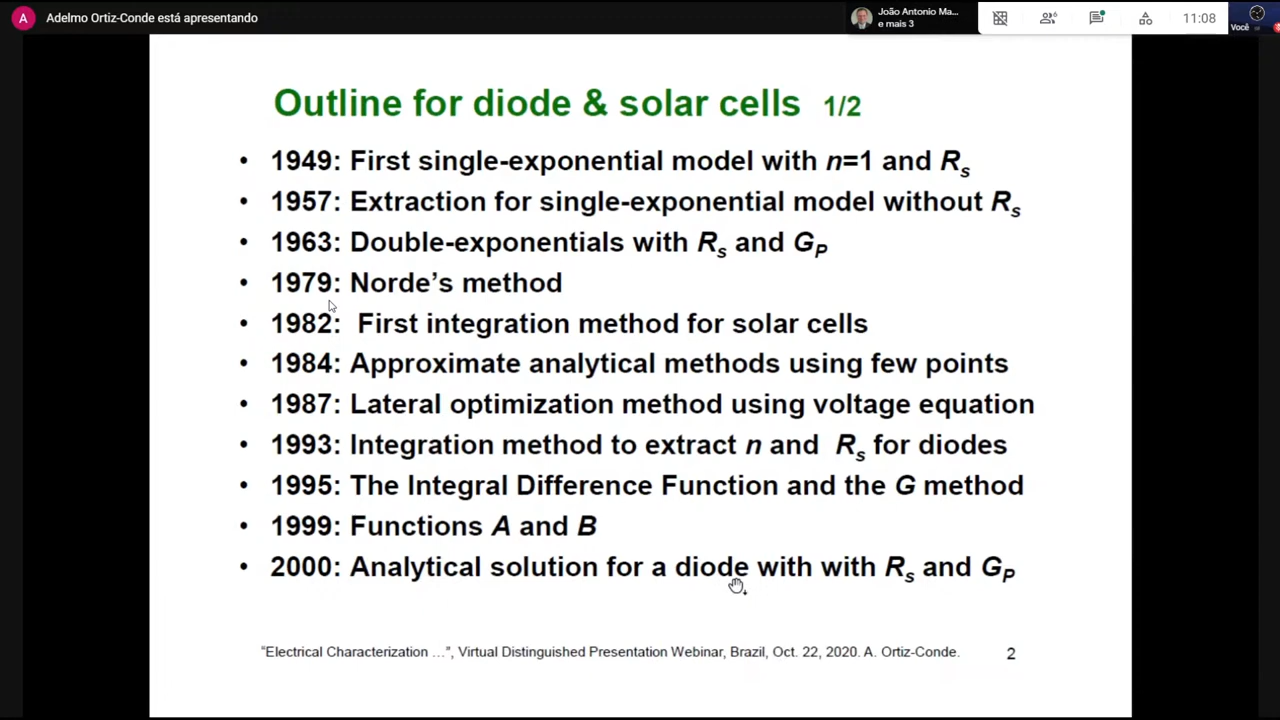 A Adelmo Ortiz-Conde está apresentando
João Antonio Ma...
e mais 3
6
11:08
Você
Outline for diode & solar cells 1/2
• 1949: First single-exponential model with n=1 and Rs
• 1957: Extraction for single-exponential model without Rs
• 1963: Double-exponentials with Rs and GP
• 1979: Norde’s method
• 1982: First integration method for solar cells
• 1984: Approximate analytical methods using few points
• 1987: Lateral optimization method using voltage equation
• 1993: Integration method to extract n and Rs for diodes
• 1995: The Integral Difference Function and the G method
• 1999: Functions A and B
• 2000: Analytical solution for a diode with with Rs and GP
“Electrical Characterization ...”, Virtual Distinguished Presentation Webinar, Brazil, Oct. 22, 2020. A. Ortiz-Conde. 2